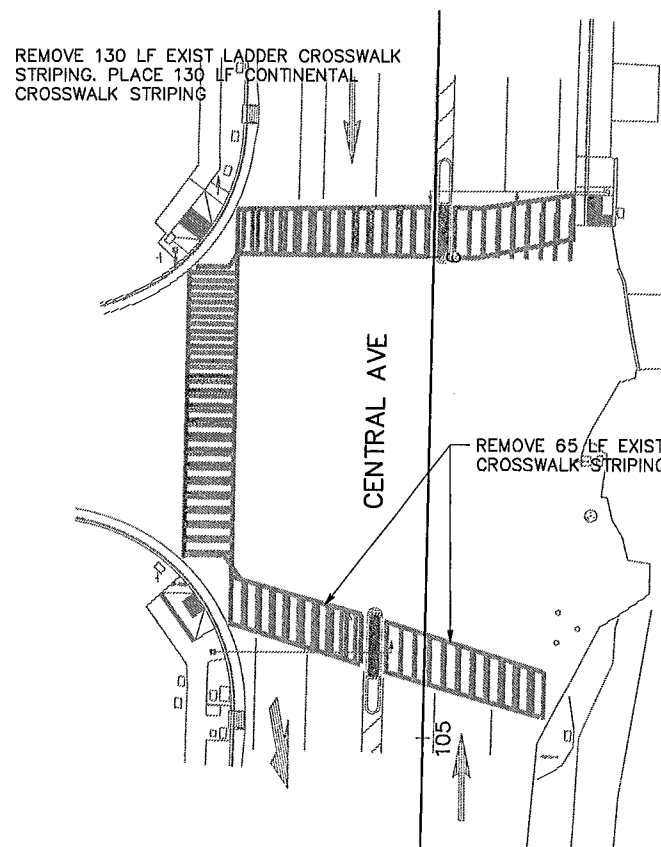 REMOVE 130 LF EXIST LADDER CROSSWALK
STRIPING. PLACE 130 LF CONTINENTAL
CROSSWALK STRIPING
CENTRAL AVE
REMOVE 65 LF EXIST
CROSSWALK STRIPING
105